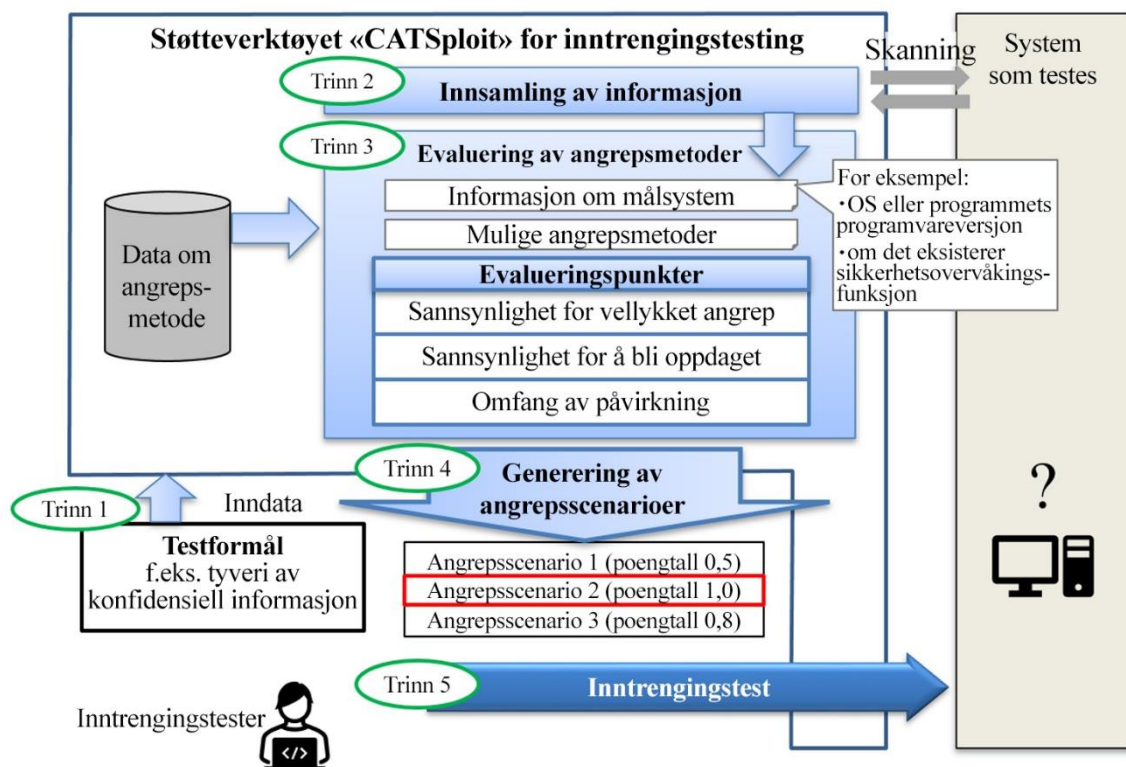 Støtteverktøyet «CATSploit» for inntrengingstesting
Skanning
System
som testes
Trinn 2
Innsamling av informasjon
Trinn 3
Evaluering av angrepsmetoder
Informasjon om målsystem
Mulige angrepsmetoder
For eksempel:
・OS eller programmets
programvareversjon
・om det eksisterer
sikkerhetsovervåkings-
funksjon
Data om
angreps-
metode
Evalueringspunkter
Sannsynlighet for vellykket angrep
Sannsynlighet for å bli oppdaget
Omfang av påvirkning
Trinn 4
Generering av
angrepsscenarioer
Trinn 1
Inndata
Testformål
f.eks. tyveri av
konfidensiell informasjon
Angrepsscenario 1 (poengtall 0,5)
Angrepsscenario 2 (poengtall 1,0)
Angrepsscenario 3 (poengtall 0,8)
?
Trinn 5
Inntrengingstest
Inntrengingstester
</>